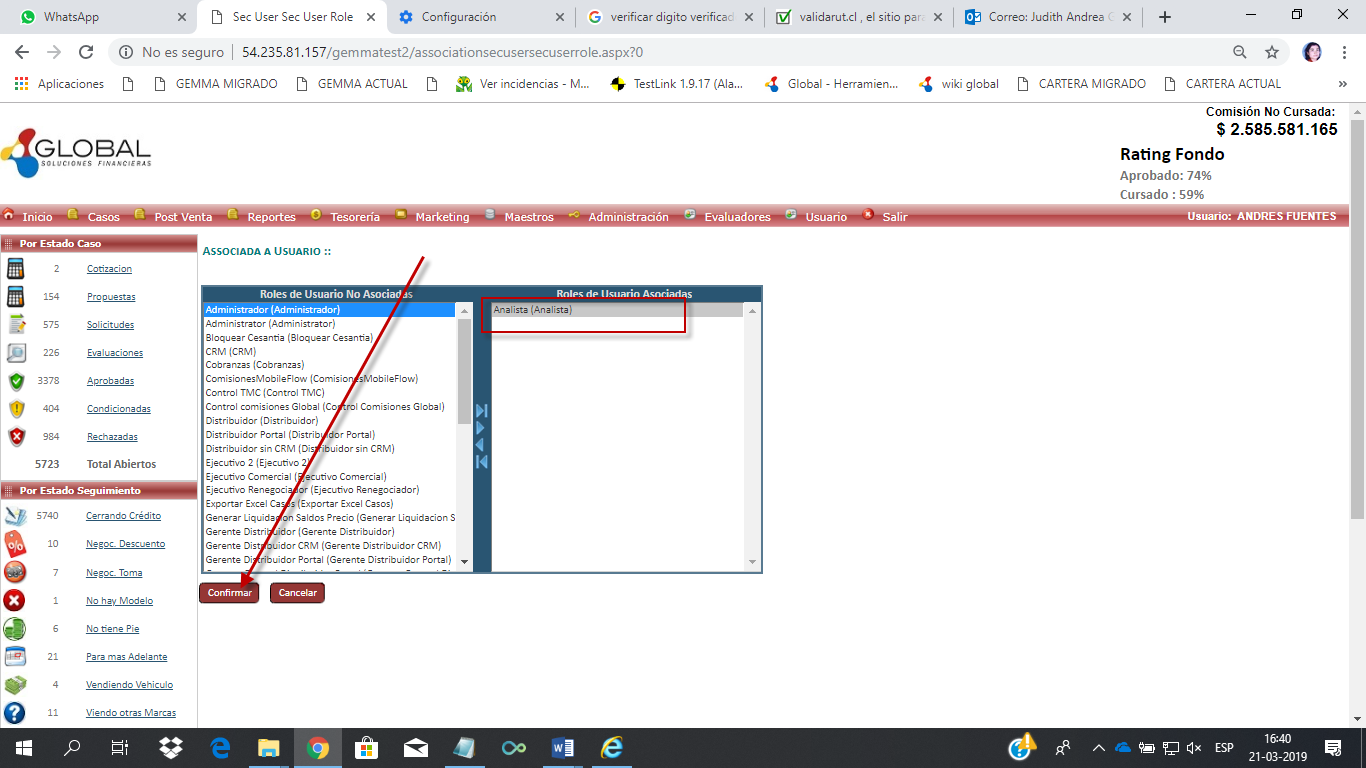 WhatsApp
Sec User Sec User Role
Configuración
verificar digito verificad
validarut.cl , el sitio para
Correo: Judith Andrea G
No es seguro
54.235.81.157/gemmatest2/associationsecusersecuserrole.aspx?0
Aplicaciones
GEMMA MIGRADO
GEMMA ACTUAL
Ver incidencias - M...
TestLink 1.9.17 (Ala...
Global - Herramien...
wiki global
CARTERA MIGRADO
CARTERA ACTUAL
»
GLOBAL
SOLUCIONES FINANCIERAS
Comisión No Cursada:
$ 2.585.581.165
Rating Fondo
Aprobado: 74%
Cursado : 59%
Inicio
Casos
Post Venta
Reportes
Tesorería
Marketing
Maestros
Administración
Evaluadores
Usuario
Salir
Usuario: ANDRES FUENTES
Por Estado Caso
2 Cotizacion
154 Propuestas
575 Solicitudes
226 Evaluaciones
3378 Aprobadas
404 Condicionadas
984 Rechazadas
5723 Total Abiertos
Por Estado Seguimiento
5740 Cerrando Crédito
10 Negoc. Descuento
7 Negoc. Toma
1 No hay Modelo
6 No tiene Pie
21 Para mas Adelante
4 Vendiendo Vehiculo
11 Viendo otras Marcas
ASSOCIADA A USUARIO ::
Roles de Usuario No Asociadas
Administrador (Administrador)
Administrator (Administrator)
Bloquear Cesantia (Bloquear Cesantia)
CRM (CRM)
Cobranzas (Cobranzas)
ComisionesMobileFlow (ComisionesMobileFlow)
Control TMC (Control TMC)
Control comisiones Global (Control Comisiones Global)
Distribuidor (Distribuidor)
Distribuidor Portal (Distribuidor Portal)
Distribuidor sin CRM (Distribuidor sin CRM)
Ejecutivo 2 (Ejecutivo 2)
Ejecutivo Comercial (Ejecutivo Comercial)
Ejecutivo Renegociador (Ejecutivo Renegociador)
Exportar Excel Casos (Exportar Excel Casos)
Generar Liquidacion Saldos Precio (Generar Liquidacion S
Gerente Distribuidor (Gerente Distribuidor)
Gerente Distribuidor CRM (Gerente Distribuidor CRM)
Gerente Distribuidor Portal (Gerente Distribuidor Portal)
Roles de Usuario Asociadas
Analista (Analista)
Confirmar
Cancelar
ESP
16:40
21-03-2019